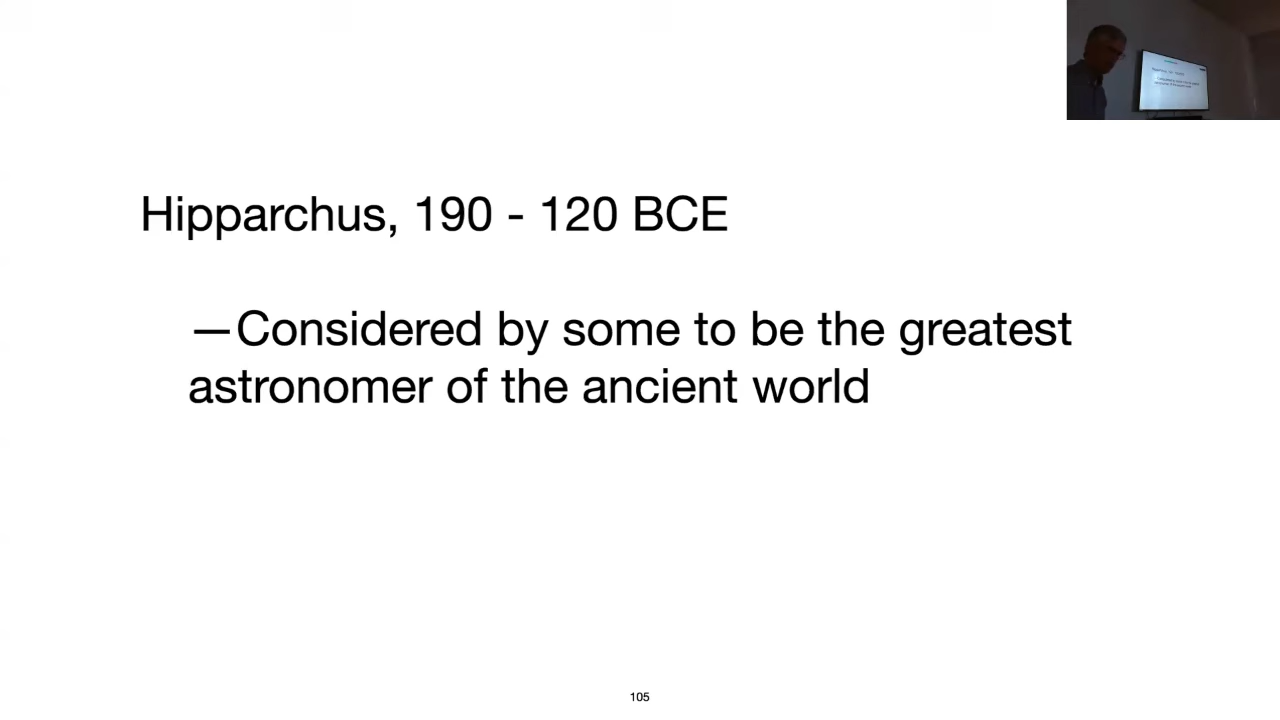 Hipparchus, 190 - 120 BCE
—Considered by some to be the greatest
astronomer of the ancient world
105